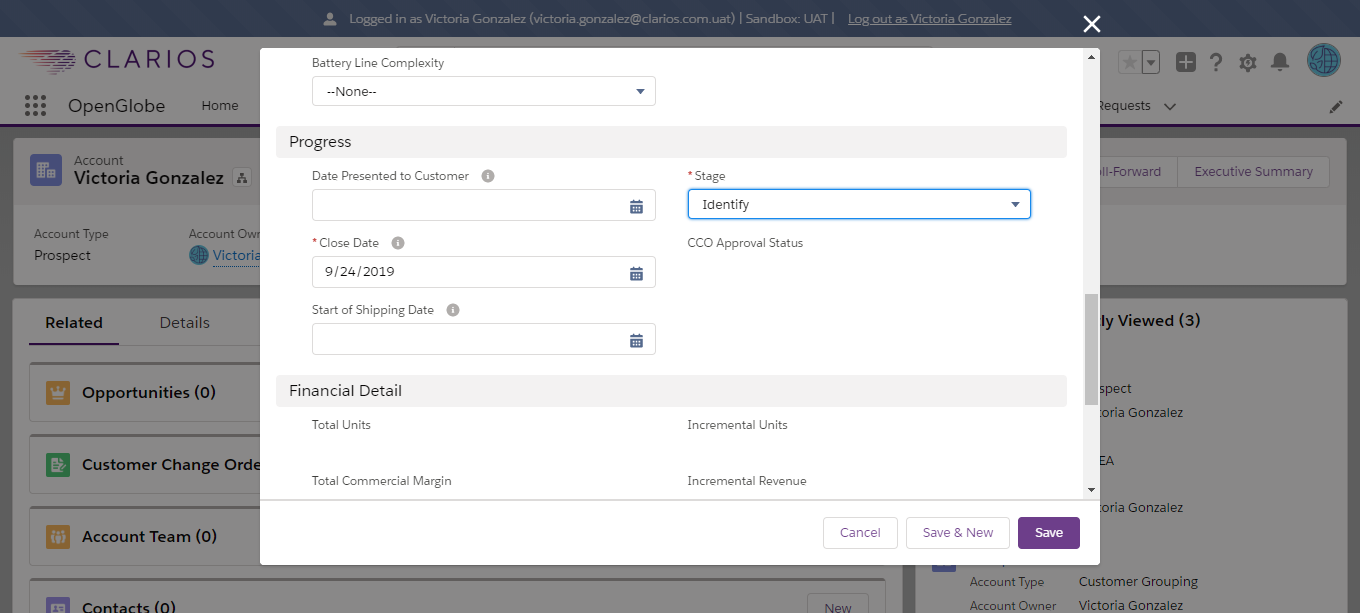 Logged in as Victoria Gonzalez (victoria.gonzalez@clarios.com.uat) | Sandbox: UAT | Log out as Victoria Gonzalez
CLARIOS
OpenGlobe
Home
Requests
Account
Victoria Gonzalez
ll-Forward
Executive Summary
Account Type
Prospect
Account Own
Victoria
Related
Details
Opportunities (0)
Customer Change Orde
Account Team (0)
Contacts (0)
New
Battery Line Complexity
--None--
Progress
Date Presented to Customer
* Stage
Identify
* Close Date
9/24/2019
CCO Approval Status
Start of Shipping Date
Financial Detail
Total Units
Incremental Units
Total Commercial Margin
Incremental Revenue
Cancel
Save & New
Save
ly Viewed (3)
spect
oria Gonzalez
EA
oria Gonzalez
Account Type
Customer Grouping
Account Owner
Victoria Gonzalez